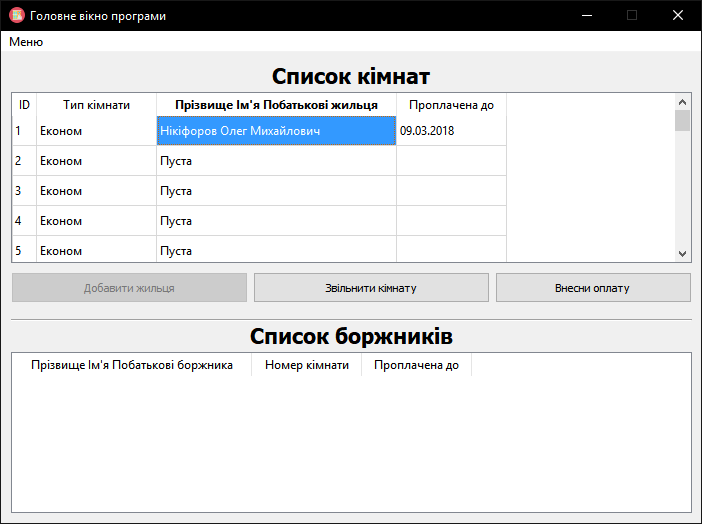 Головне вікно програми
Меню
Список кімнат
ID Тип кімнати Прізвище Ім'я Побатькові жильця Проплачена до
1 Економ Нікіфоров Олег Михайлович 09.03.2018
2 Економ Пуста
3 Економ Пуста
4 Економ Пуста
5 Економ Пуста
Добавити жильця Звільнити кімнату Внесни оплату
Список боржників
Прізвище Ім'я Побатькові боржника Номер кімнати Проплачена до